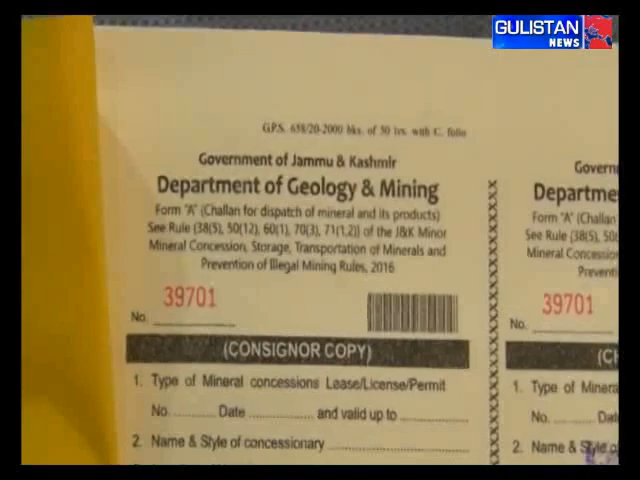 GULISTAN
NEWS
G.P.S. 658/20-2000 bks. of 50 lvs. with C. folio
Government of Jammu & Kashmir
Department of Geology & Mining
Form "A" (Challan for dispatch of mineral and its products)
See Rule (38(5), 50(12), 60(1), 70(3), 71(1,2)) of the J&K Minor
Mineral Concession, Storage, Transportation of Minerals and
Prevention of Illegal Mining Rules, 2016
39701
No.
(CONSIGNOR COPY)
1. Type of Mineral concessions Lease/License/Permit
No. ........... Date ................. and valid up to ................
2. Name & Style of concessionary ................................
Govern
Departme
Form "A" (Challan
See Rule (38(5), 50
Mineral Concession
Preventi
39701
No.
(CH
1. Type of Minera
No. ........... Dat
2. Name & Style of